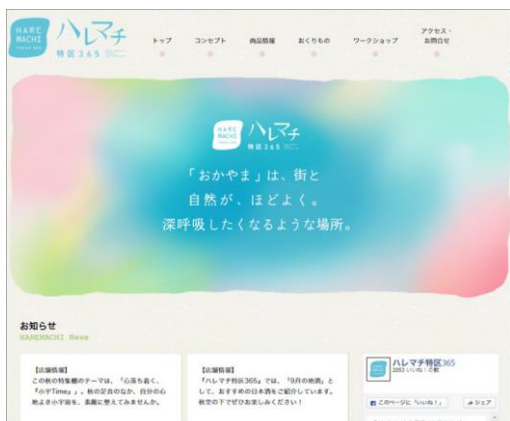 HARE
MACHI
ハレマチ
特区365
トップ
コンセプト
商品情報
おくりもの
ワークショップ
アクセス・
お問合せ
HARE
MACHI
ハレマチ
特区365
「おかやま」は、街と
自然が、ほどよく。
深呼吸したくなるような場所。
お知らせ
HAREMACHI News
【店舗情報】
この秋の特集棚のテーマは、「心落ち着く、
『小宇Time』」。秋の足音のなか、自分の心
地よき小宇宙を、素敵に整えてみませんか。
【店舗情報】
『ハレマチ特区365』では、「9月の地酒」と
して、おすすめの日本酒をご紹介しています。
秋空の下でぜひお楽しみください！
ハレマチ特区365
このページに「いいね！」
シェア